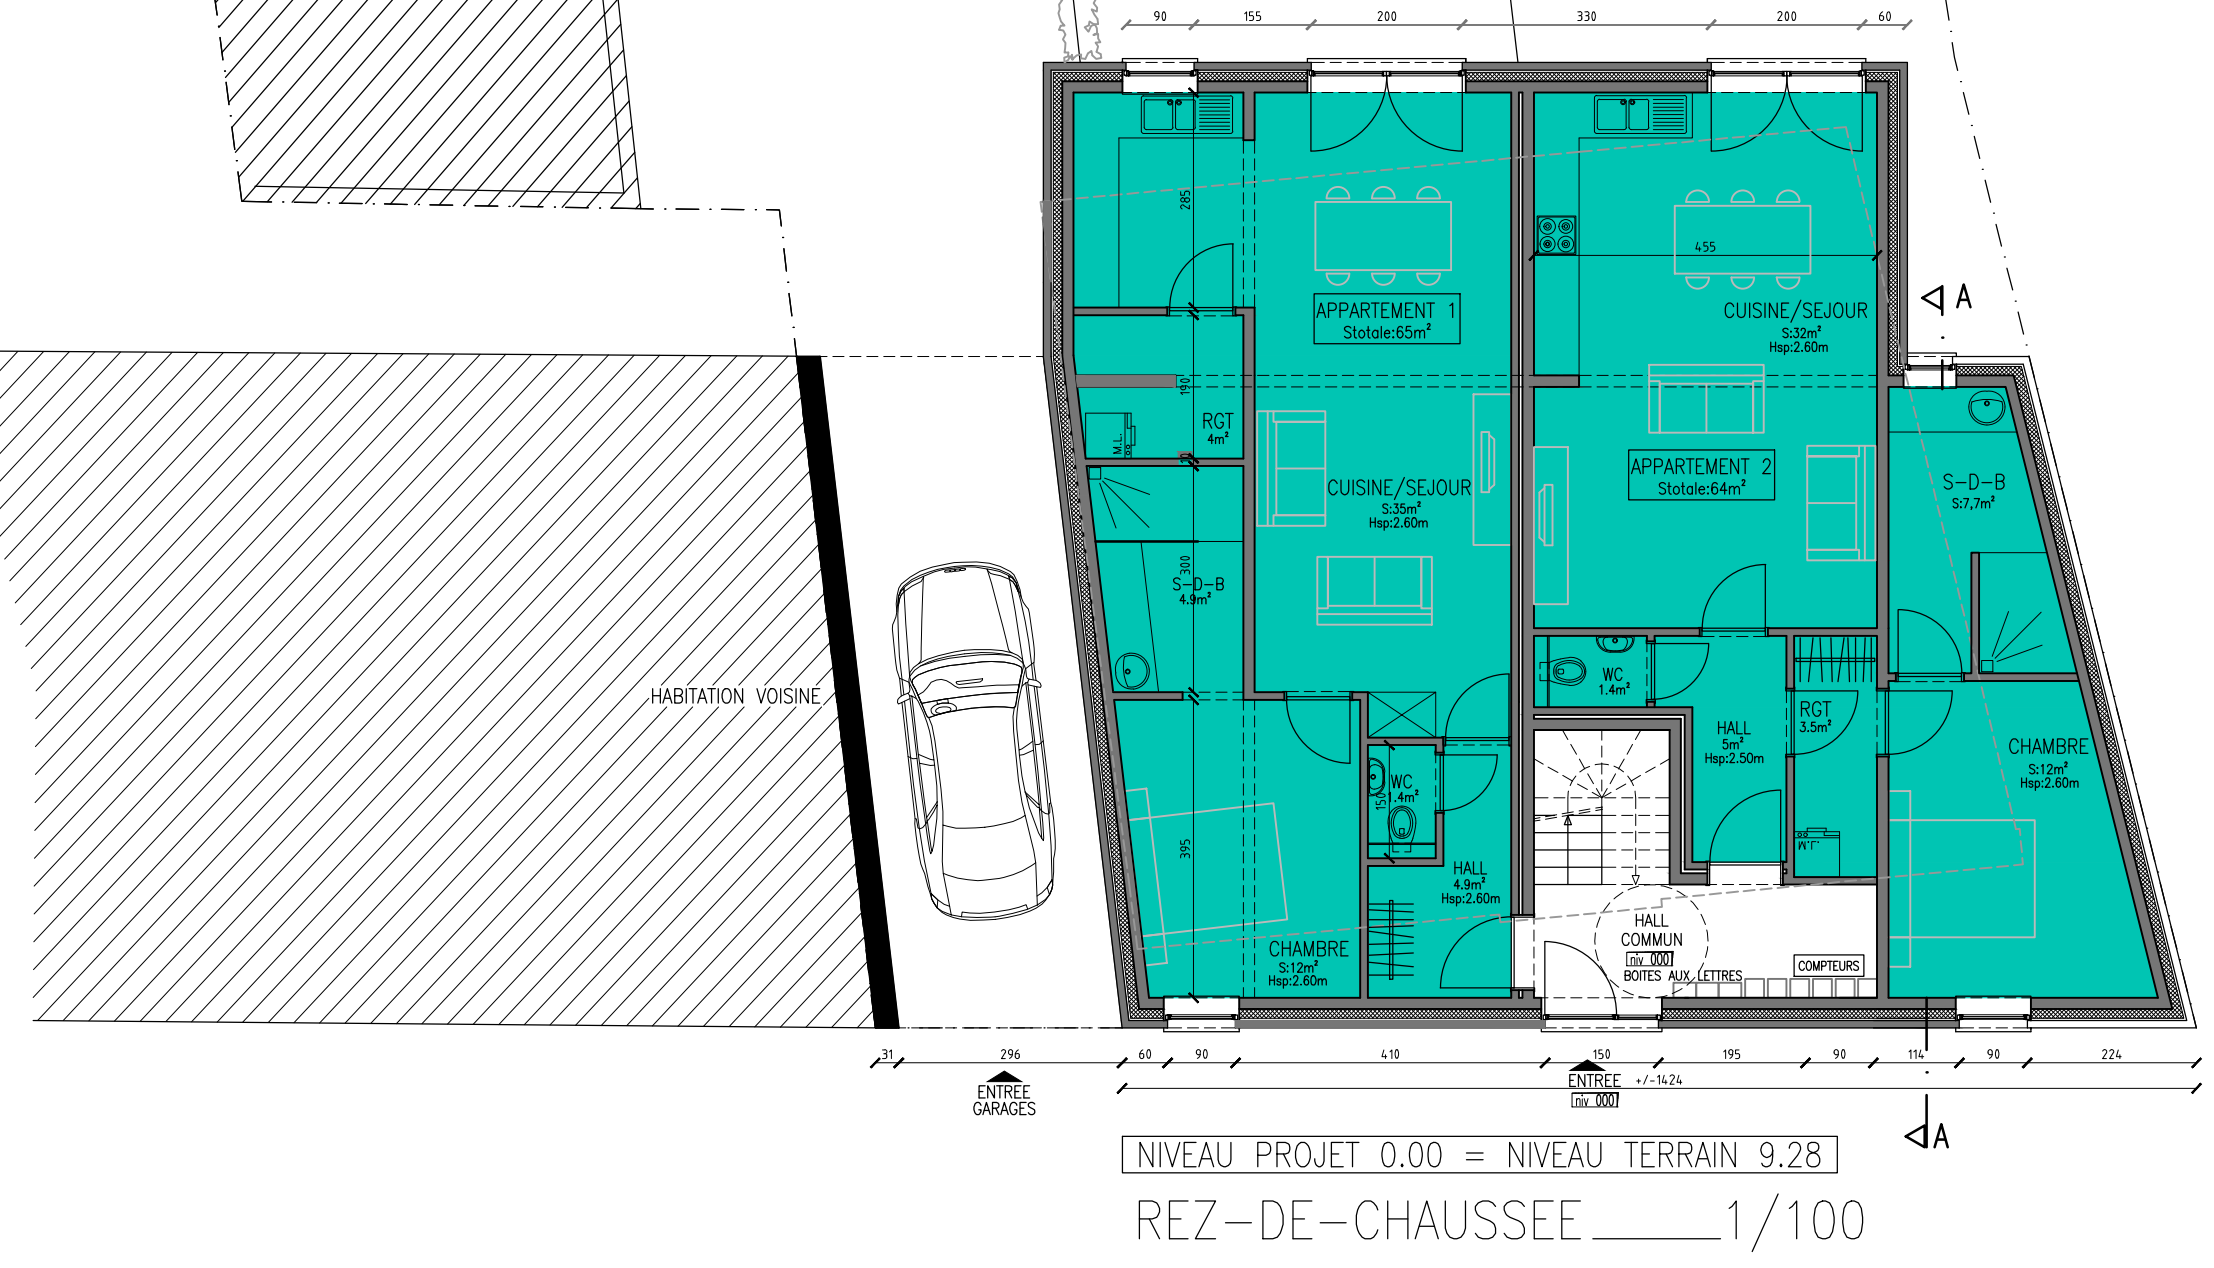 90 155 200 330 200 60
285
455
A
APPARTEMENT 1
Stotale:65m²
CUISINE/SEJOUR
S:32m²
Hsp:2.60m
190
RGT
4m²
M.L.
10
APPARTEMENT 2
Stotale:64m²
CUISINE/SEJOUR
S:35m²
Hsp:2.60m
S-D-B
S:7,7m²
300
S-D-B
4.9m²
HABITATION VOISINE
WC
1.4m²
RGT
3.5m²
HALL
5m²
Hsp:2.50m
CHAMBRE
S:12m²
Hsp:2.60m
WC
1.4m²
150
395
M.L.
HALL
4.9m²
Hsp:2.60m
CHAMBRE
S:12m²
Hsp:2.60m
HALL
COMMUN
niv 000
BOITES AUX LETTRES
COMPTEURS
31 296 60 90 410 150 195 90 114 90 224
ENTREE
GARAGES
ENTREE +/-1424
niv 000
A
NIVEAU PROJET 0.00 = NIVEAU TERRAIN 9.28
REZ-DE-CHAUSSEE ____1/100